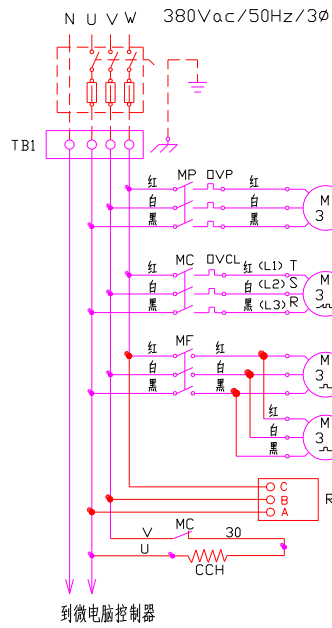 380Vac/50Hz/3Ø
N U V W
TB1
MP OVP
红 红
白 白
黑 黑
M
3
MC OVCL
红 红 (L1) T
白 白 (L2) S
黑 黑 (L3) R
M
3
MF
红 红
白 白
黑 黑
M
3
红
白
黑
M
3
C
B
A
R
V MC 30
U
CCH
到微电脑控制器